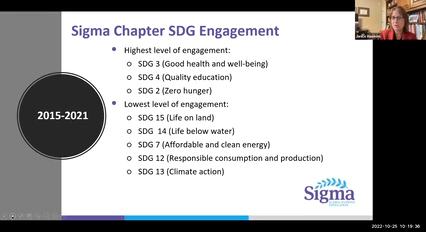 Sigma Chapter SDG Engagement
2015-2021
Highest level of engagement:
SDG 3 (Good health and well-being)
SDG 4 (Quality education)
SDG 2 (Zero hunger)
Lowest level of engagement:
SDG 15 (Life on land)
SDG 14 (Life below water)
SDG 7 (Affordable and clean energy)
SDG 12 (Responsible consumption and production)
SDG 13 (Climate action)
Sigma
2022-10-25 10:19:36